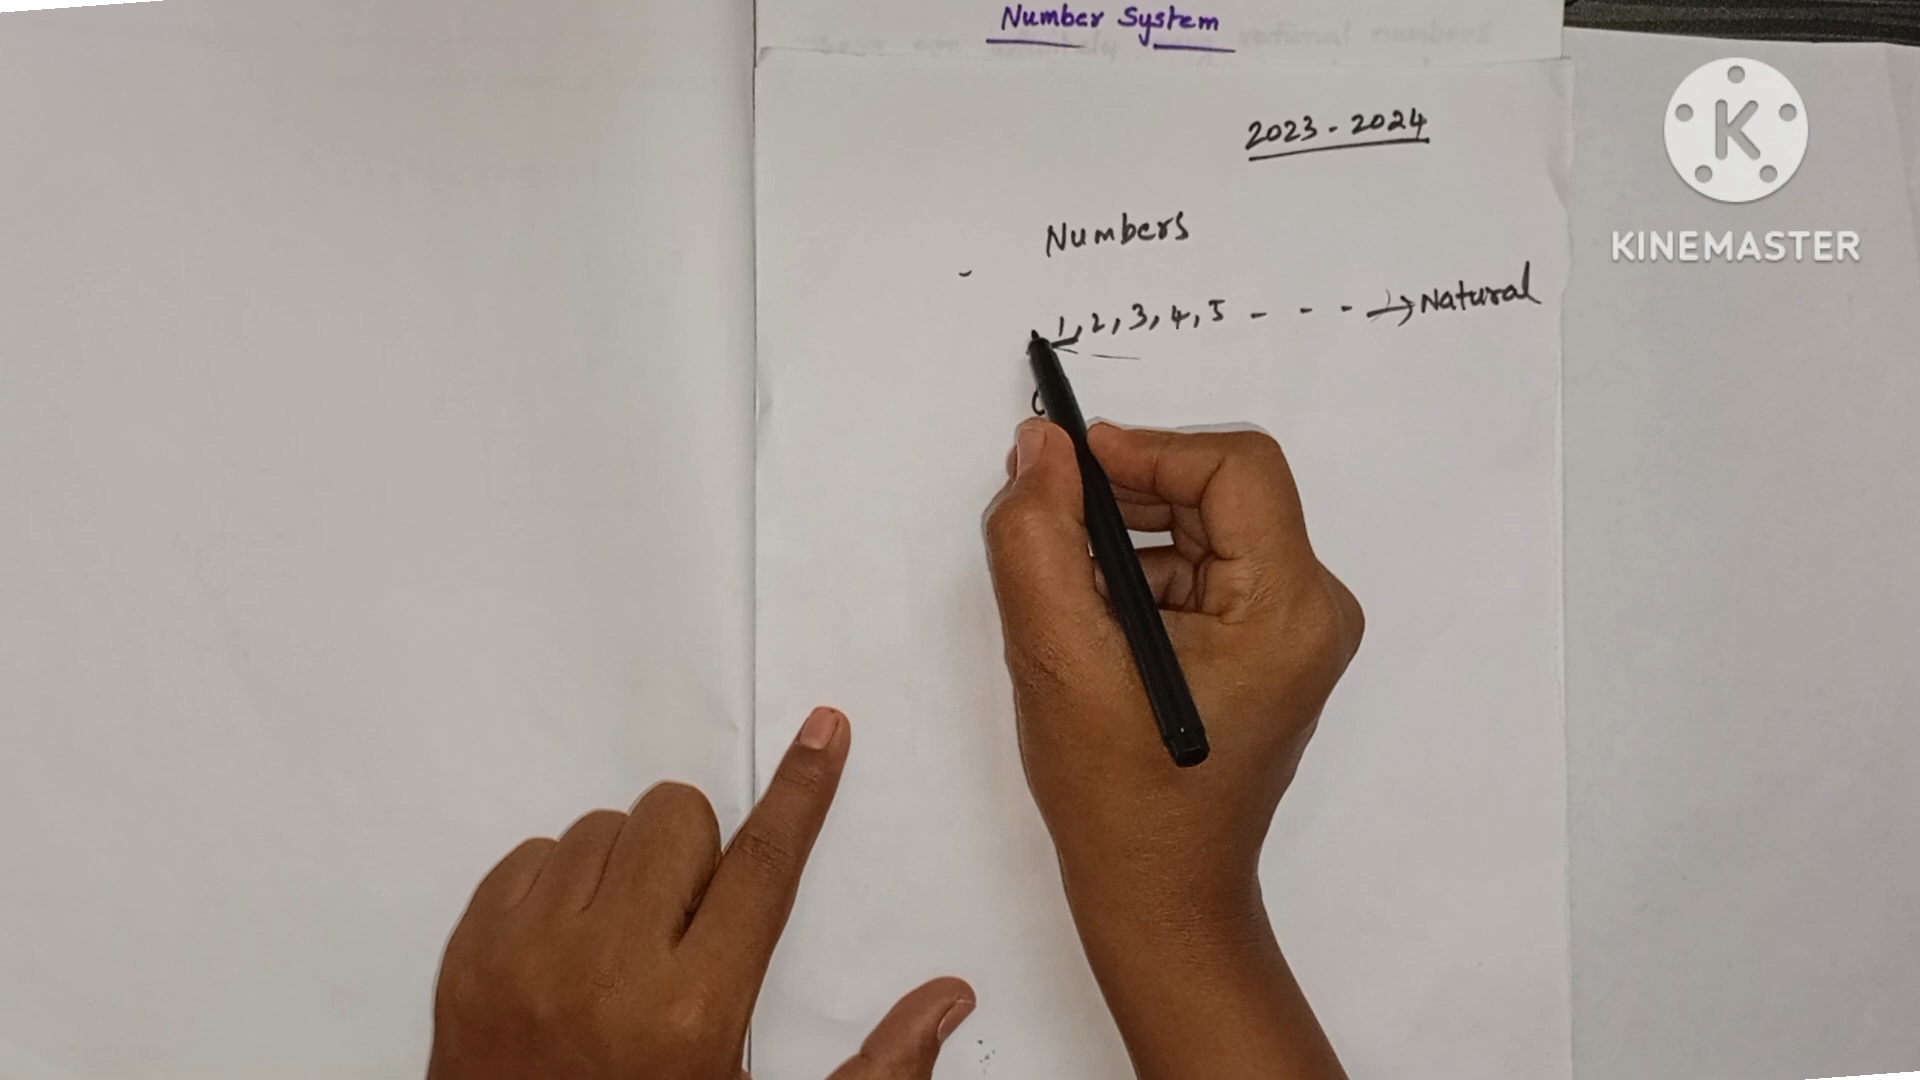 Number System
2023 - 2024
KINEMASTER
Numbers
1, 2, 3, 4, 5 - - - → Natural